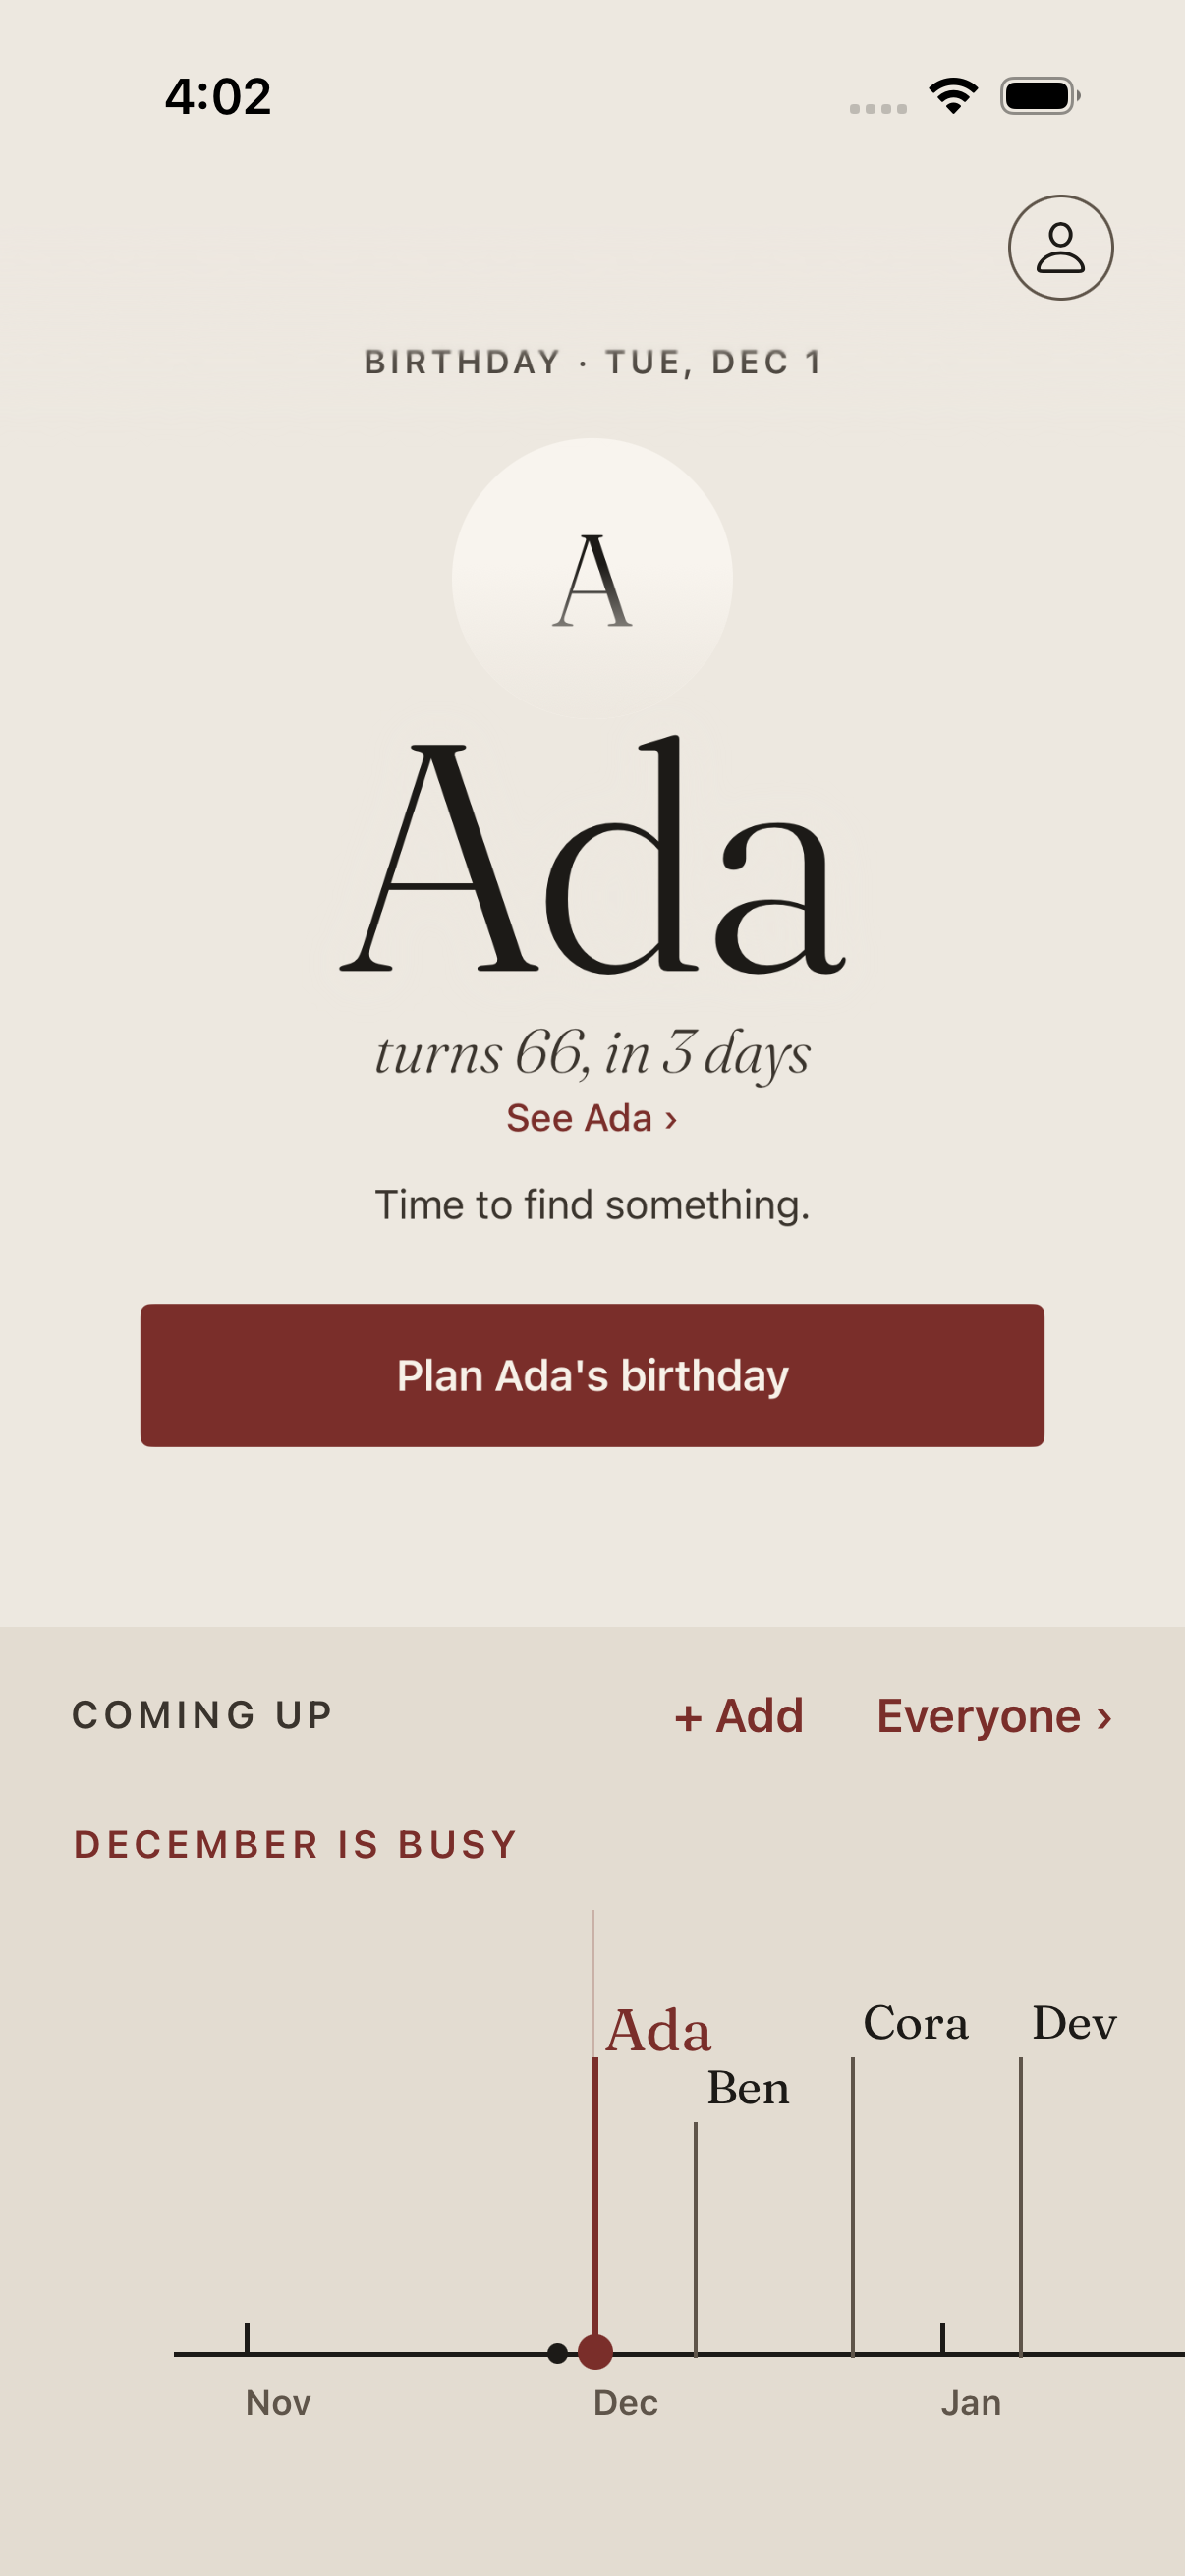 4:02
BIRTHDAY · TUE, DEC 1
A
Ada
turns 66, in 3 days
See Ada ›
Time to find something.
Plan Ada's birthday
COMING UP
+ Add
Everyone ›
DECEMBER IS BUSY
Ada
Ben
Cora
Dev
Nov
Dec
Jan